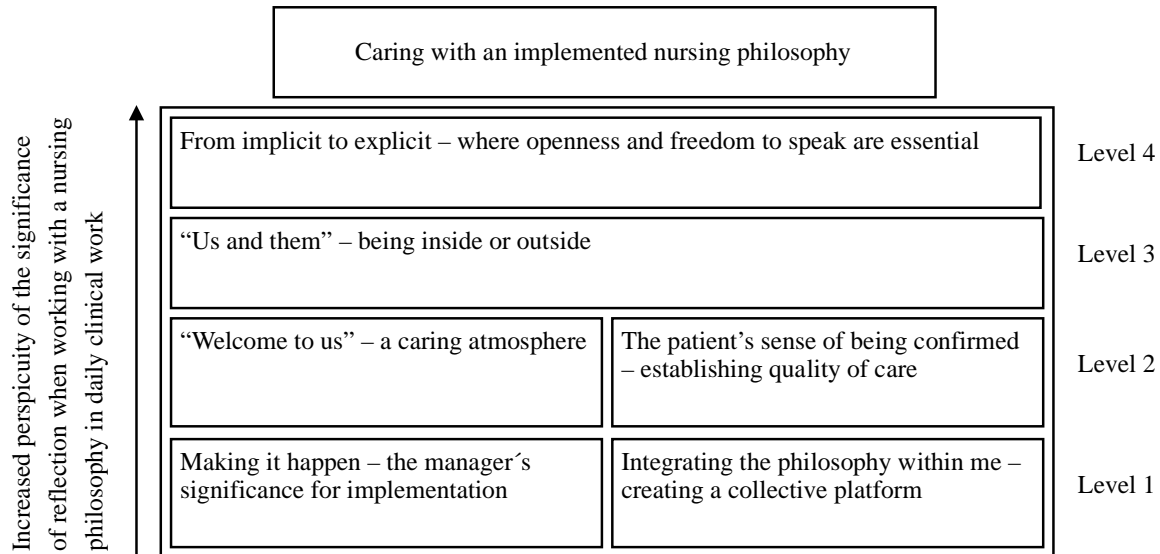 Caring with an implemented nursing philosophy
Increased perspicuity of the significance
of reflection when working with a nursing
philosophy in daily clinical work
From implicit to explicit – where openness and freedom to speak are essential
Level 4
“Us and them” – being inside or outside
Level 3
“Welcome to us” – a caring atmosphere
The patient’s sense of being confirmed
– establishing quality of care
Level 2
Making it happen – the manager´s
significance for implementation
Integrating the philosophy within me –
creating a collective platform
Level 1